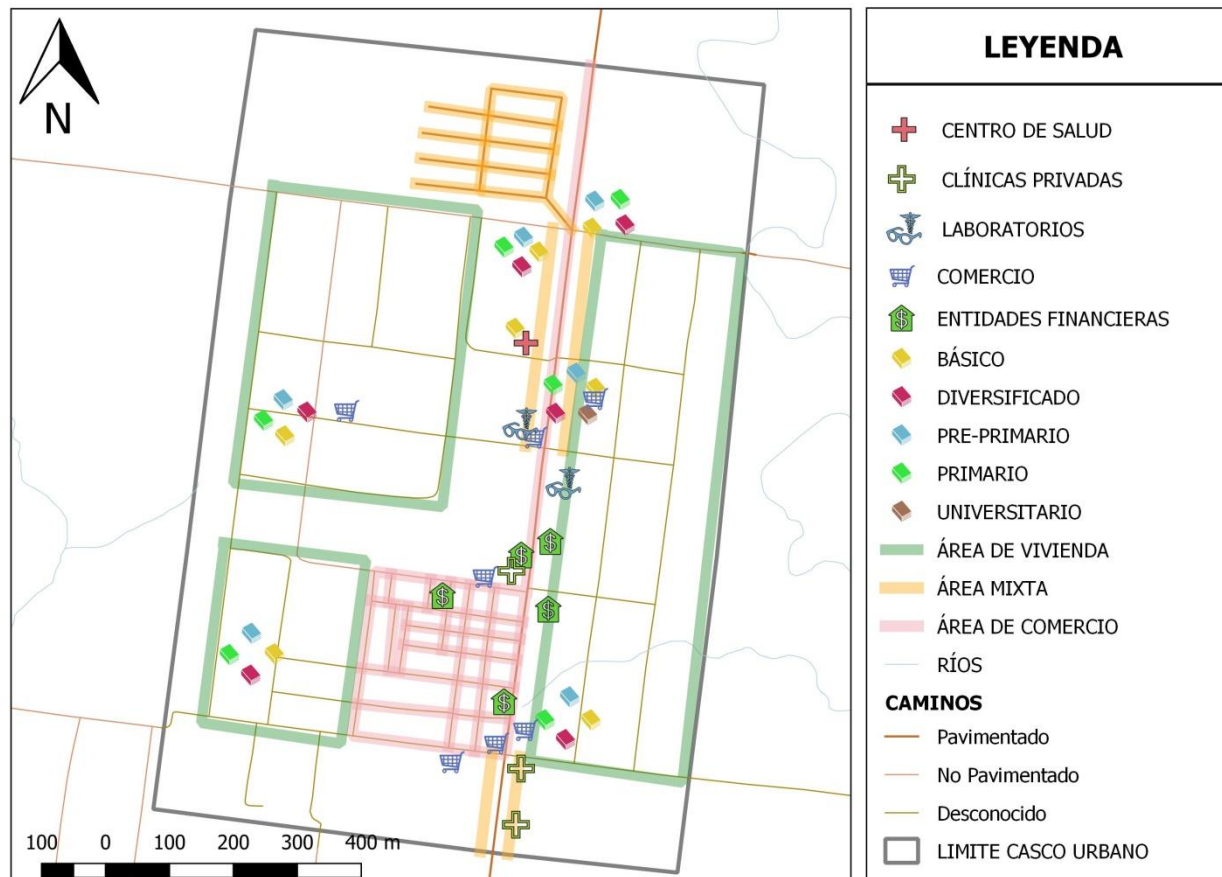 N
100 0 100 200 300 400 m
LEYENDA
CENTRO DE SALUD
CLÍNICAS PRIVADAS
LABORATORIOS
COMERCIO
ENTIDADES FINANCIERAS
BÁSICO
DIVERSIFICADO
PRE-PRIMARIO
PRIMARIO
UNIVERSITARIO
ÁREA DE VIVIENDA
ÁREA MIXTA
ÁREA DE COMERCIO
RÍOS
CAMINOS
Pavimentado
No Pavimentado
Desconocido
LIMITE CASCO URBANO